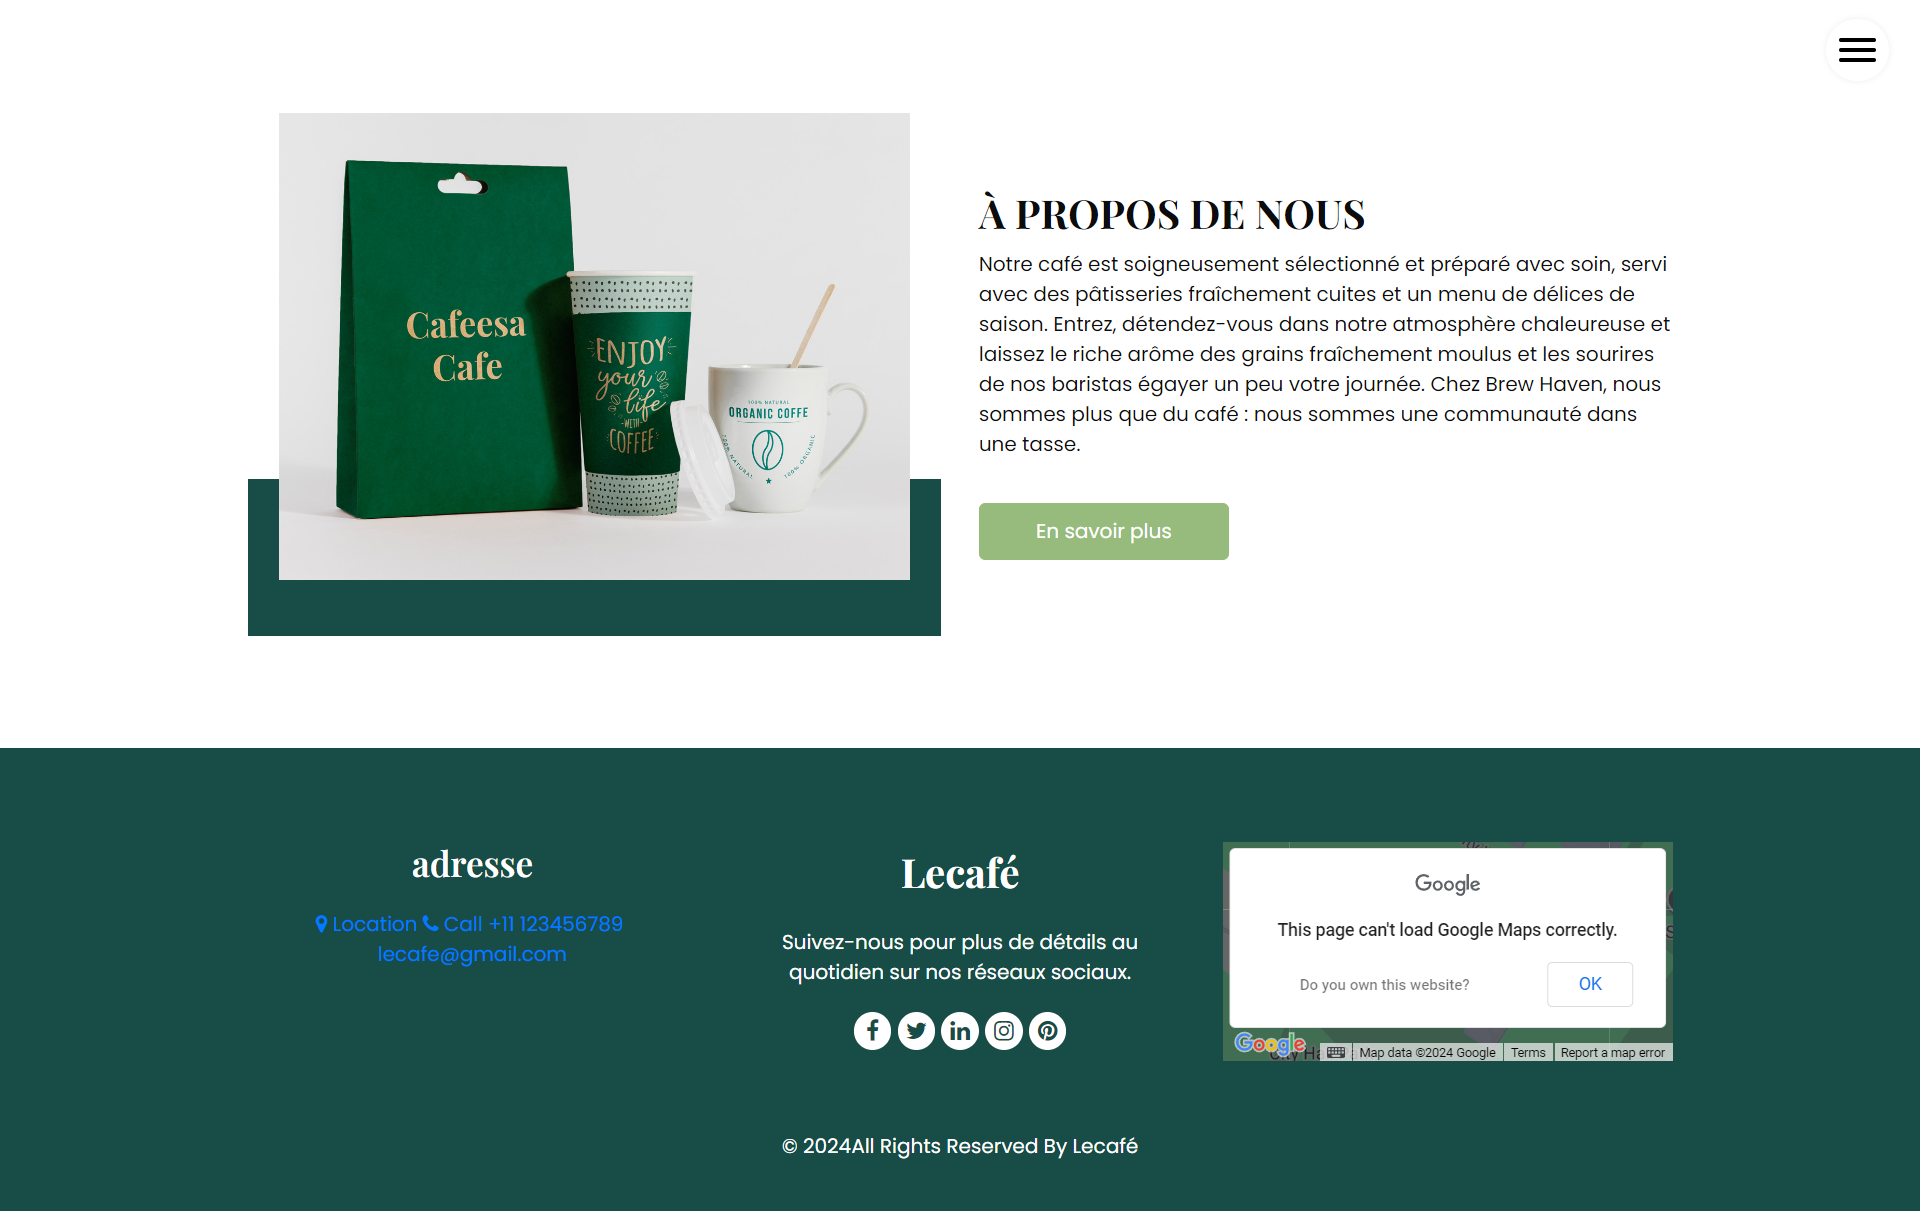 Cafeesa
Cafe
ENJOY
your
life
-WITH-
COFFEE
100% NATURAL
ORGANIC COFFE
100% NATURAL
100% ORGANIC
À PROPOS DE NOUS
Notre café est soigneusement sélectionné et préparé avec soin, servi
avec des pâtisseries fraîchement cuites et un menu de délices de
saison. Entrez, détendez-vous dans notre atmosphère chaleureuse et
laissez le riche arôme des grains fraîchement moulus et les sourires
de nos baristas égayer un peu votre journée. Chez Brew Haven, nous
sommes plus que du café : nous sommes une communauté dans
une tasse.
En savoir plus
adresse
Location Call +11 123456789
lecafe@gmail.com
Lecafé
Suivez-nous pour plus de détails au
quotidien sur nos réseaux sociaux.
Google
This page can't load Google Maps correctly.
Do you own this website? OK
Google
Map data ©2024 Google Terms Report a map error
© 2024All Rights Reserved By Lecafé